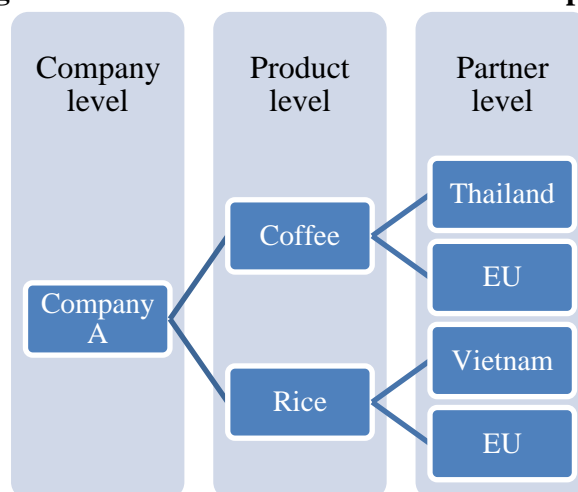 Company
level
Product
level
Partner
level
Thailand
Coffee
EU
Company
A
Vietnam
Rice
EU